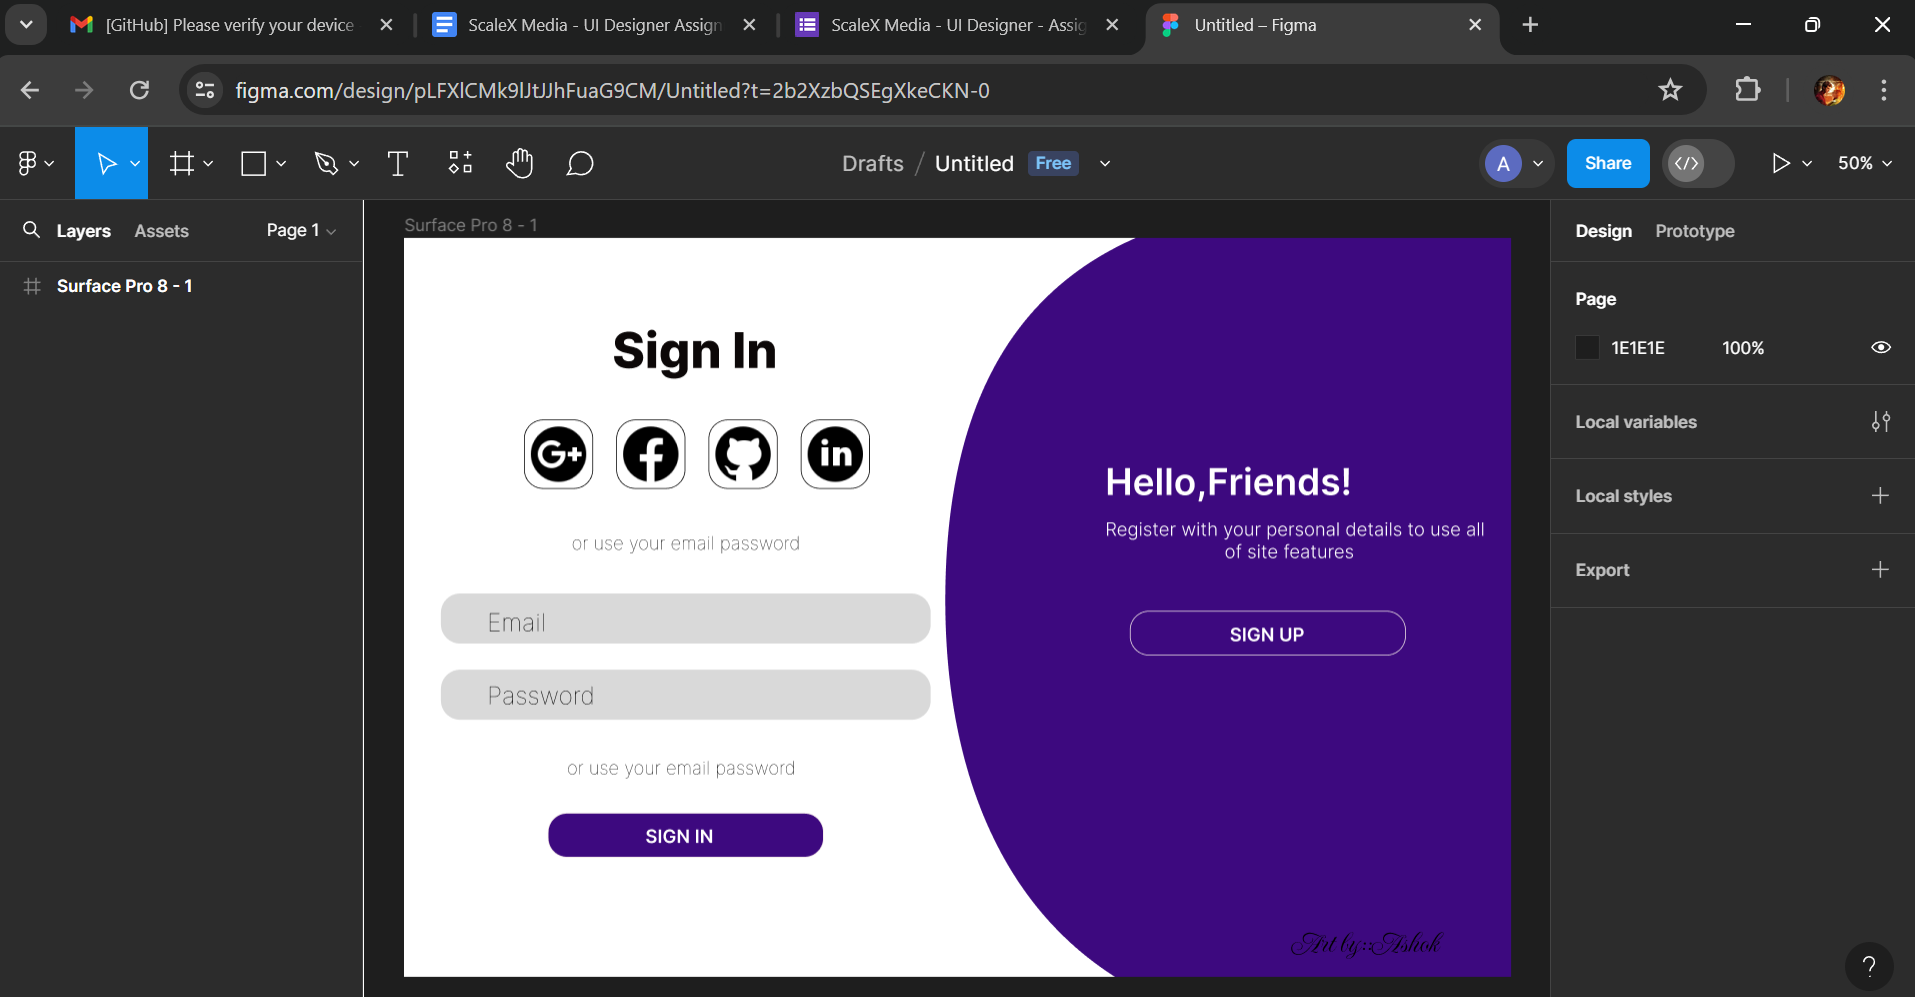 [GitHub] Please verify your device
ScaleX Media - UI Designer Assign
ScaleX Media - UI Designer - Assig
Untitled – Figma
figma.com/design/pLFXlCMk9lJtJJhFuaG9CM/Untitled?t=2b2XzbQSEgXkeCKN-0
Drafts / Untitled Free
A
Share
50%
Layers Assets Page 1
Surface Pro 8 - 1
Surface Pro 8 - 1
Sign In
G+ f in
or use your email password
Email
Password
or use your email password
SIGN IN
Hello,Friends!
Register with your personal details to use all
of site features
SIGN UP
Art by::Ashok
Design Prototype
Page
1E1E1E 100%
Local variables
Local styles
Export
?